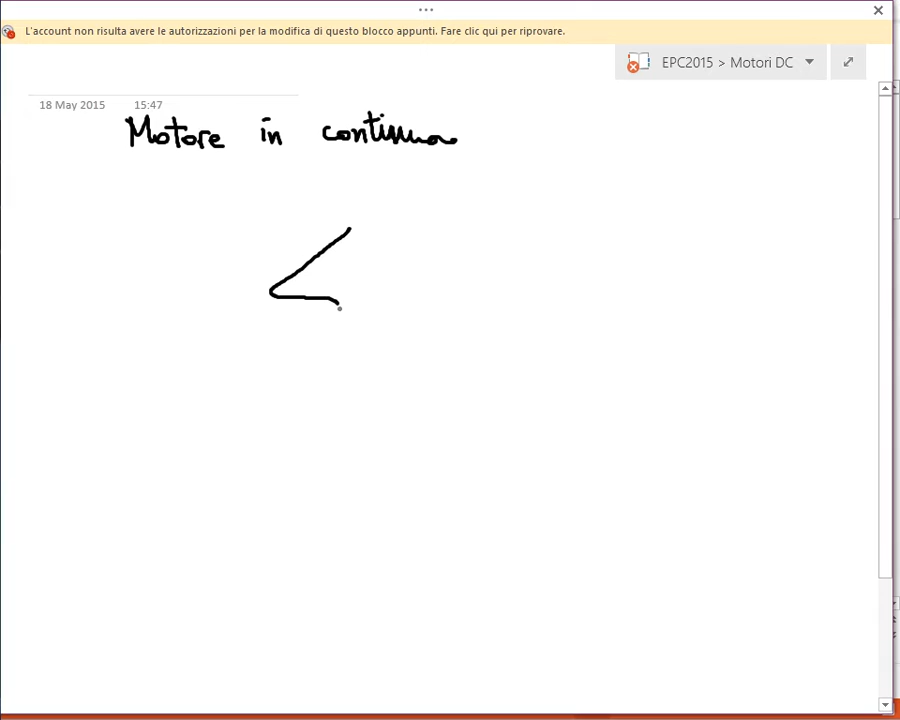 L'account non risulta avere le autorizzazioni per la modifica di questo blocco appunti. Fare clic qui per riprovare.
EPC2015 > Motori DC
18 May 2015 15:47
Motore in continua